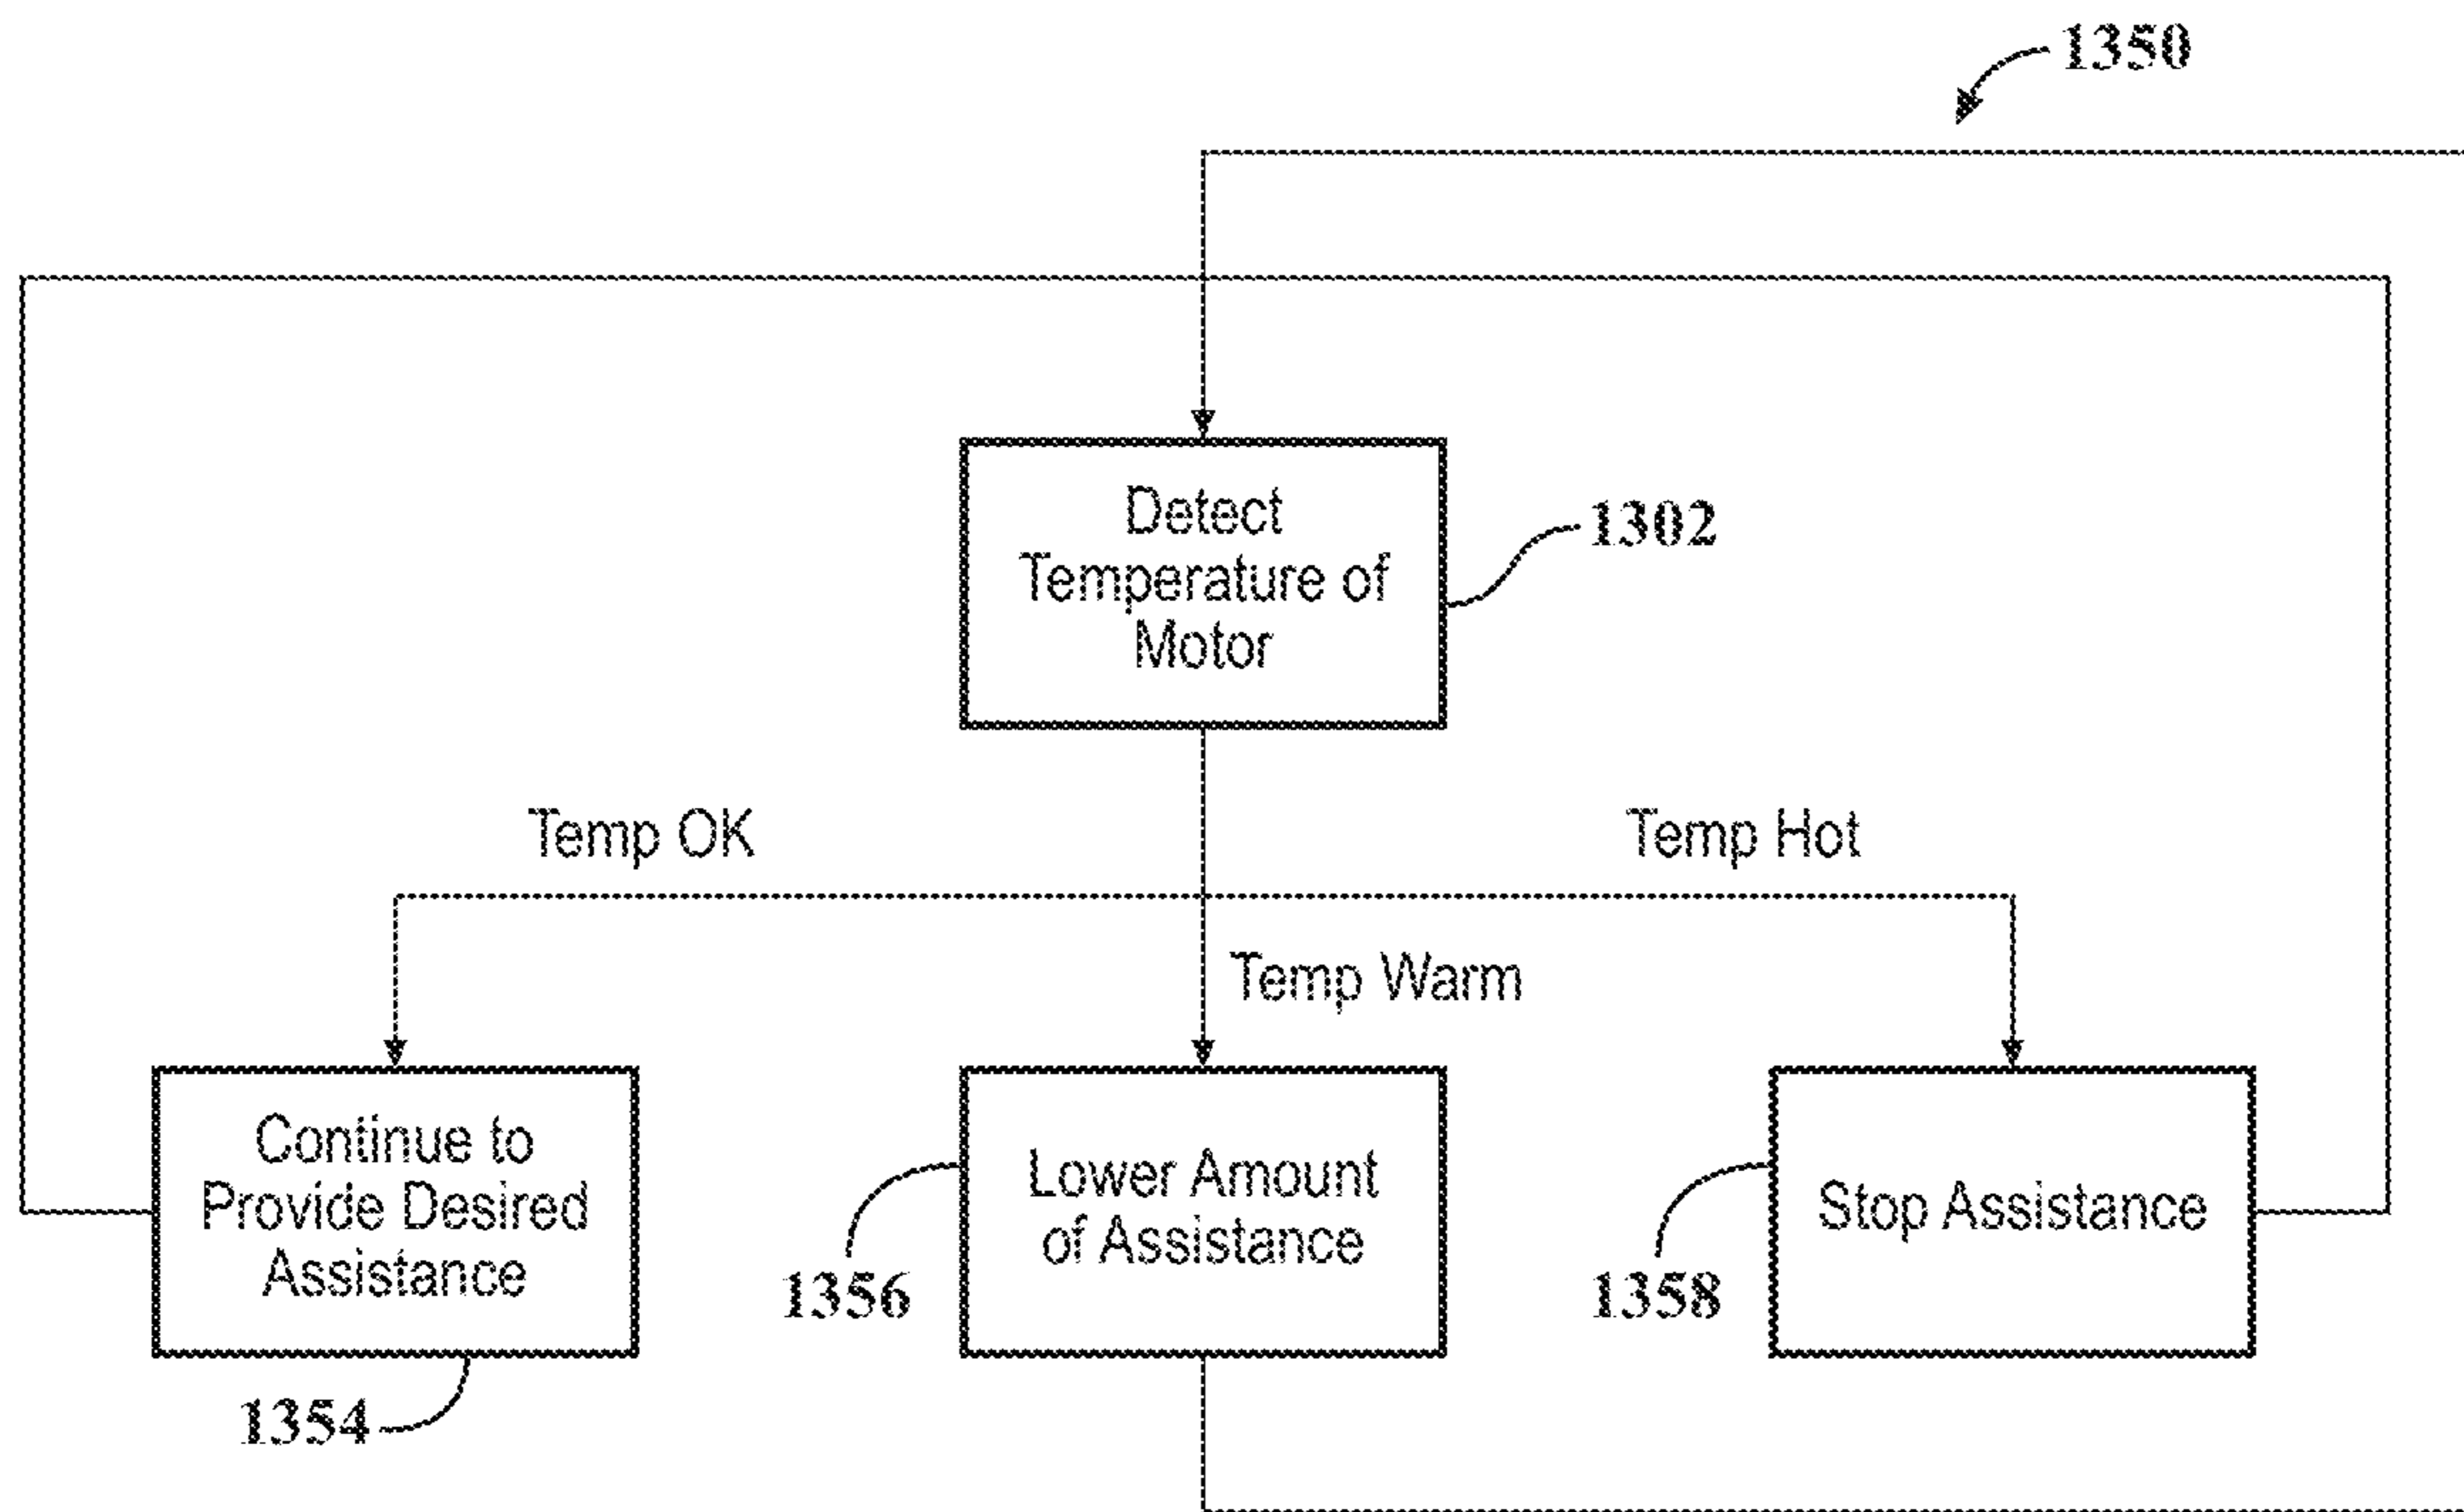 1350
Detect
Temperature of
Motor
1302
Temp OK
Temp Hot
Temp Warm
Continue to
Provide Desired
Assistance
Lower Amount
of Assistance
Stop Assistance
1356
1358
1354